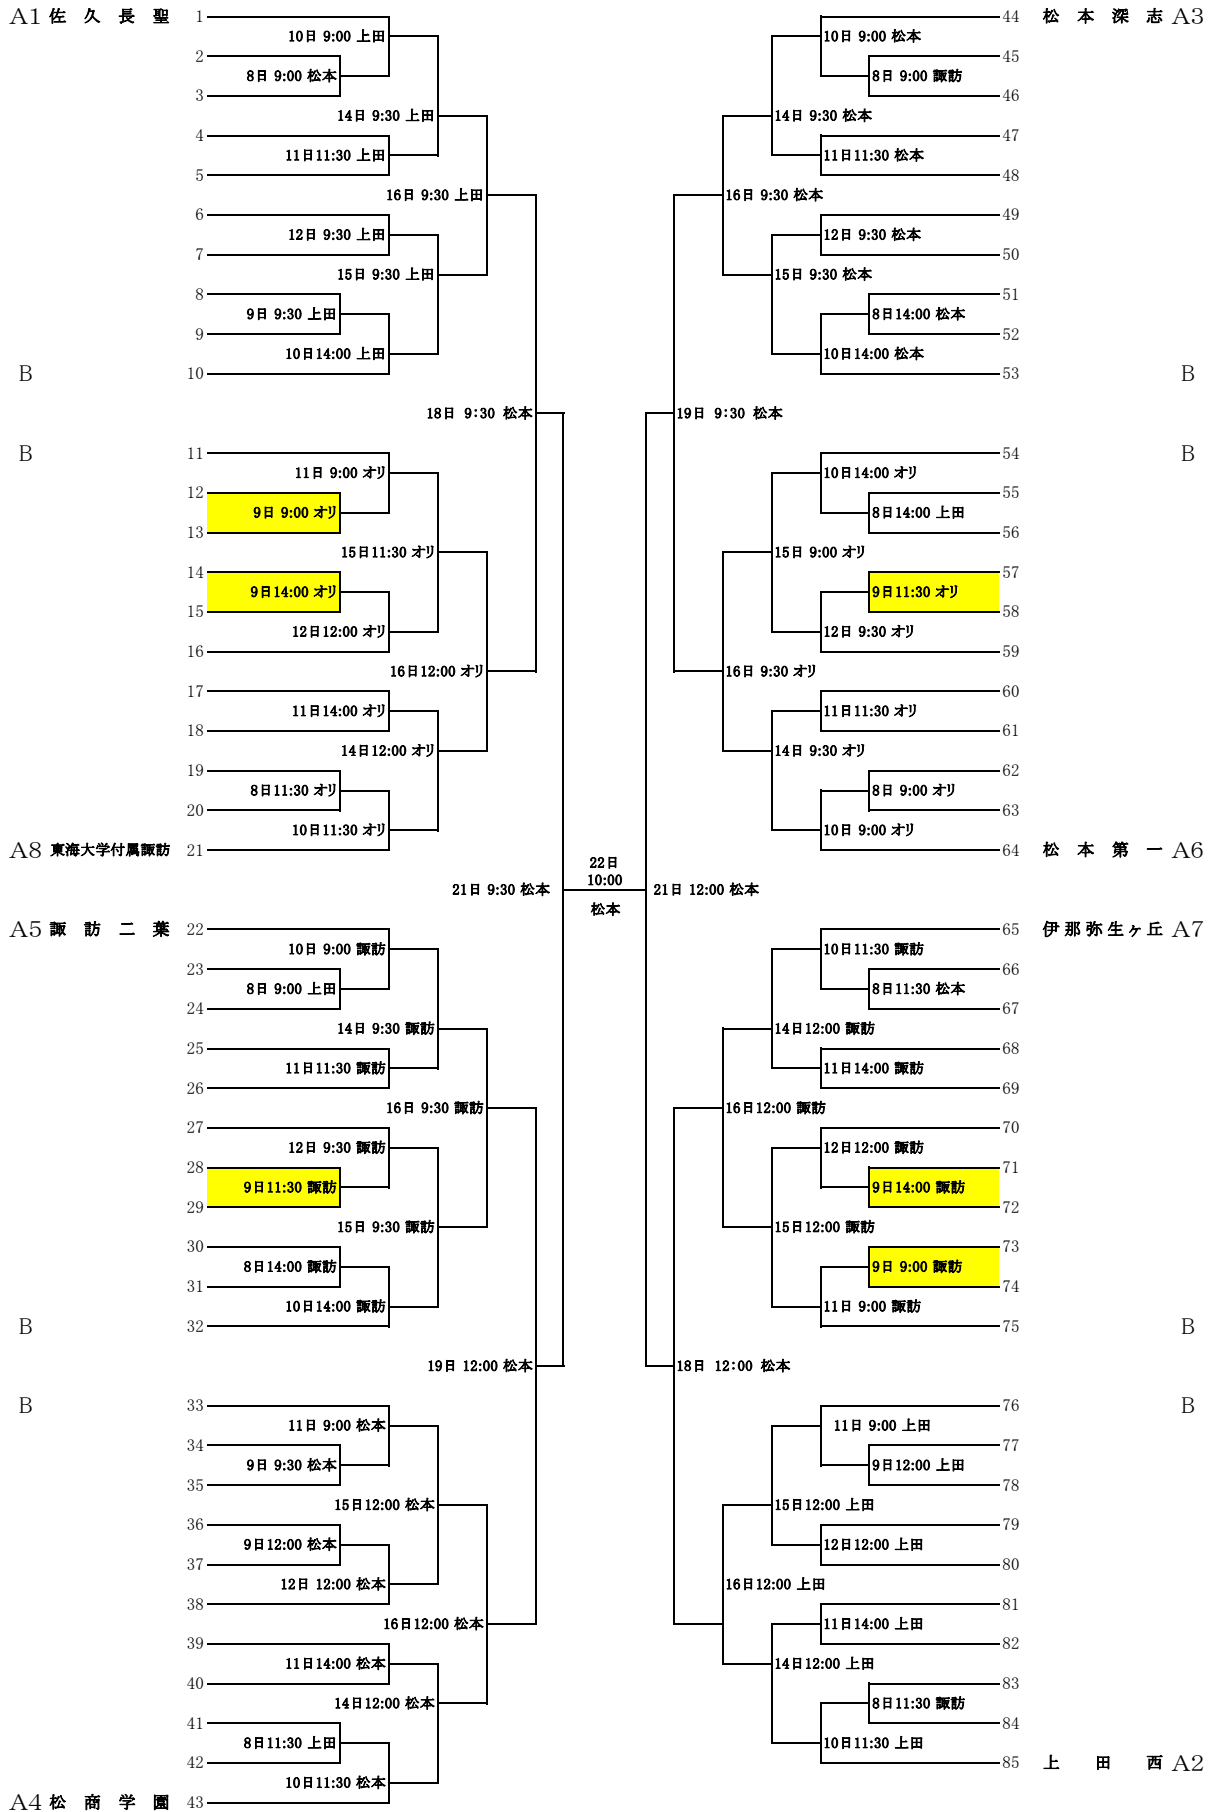 A1 佐久長聖 1
10日 9:00 上田
2
8日 9:00 松本
3
14日 9:30 上田
4
11日11:30 上田
5
16日 9:30 上田
6
12日 9:30 上田
7
15日 9:30 上田
8
9日 9:30 上田
9
10日14:00 上田
B 10
18日 9:30 松本
B 11
11日 9:00 オリ
12
9日 9:00 オリ
13
15日11:30 オリ
14
9日14:00 オリ
15
12日12:00 オリ
16
16日12:00 オリ
17
11日14:00 オリ
18
14日12:00 オリ
19
8日11:30 オリ
20
10日11:30 オリ
A8 東海大学付属諏訪 21
21日 9:30 松本
A5 諏訪二葉 22
10日 9:00 諏訪
23
8日 9:00 上田
24
14日 9:30 諏訪
25
11日11:30 諏訪
26
16日 9:30 諏訪
27
12日 9:30 諏訪
28
9日11:30 諏訪
29
15日 9:30 諏訪
30
8日14:00 諏訪
31
10日14:00 諏訪
B 32
19日 12:00 松本
B 33
11日 9:00 松本
34
9日 9:30 松本
35
15日12:00 松本
36
9日12:00 松本
37
12日 12:00 松本
38
16日12:00 松本
39
11日14:00 松本
40
14日12:00 松本
41
8日11:30 上田
42
10日11:30 松本
A4 松商学園 43
22日
10:00
松本
44 松本深志 A3
10日 9:00 松本
45
8日 9:00 諏訪
46
14日 9:30 松本
47
11日11:30 松本
48
16日 9:30 松本
49
12日 9:30 松本
50
15日 9:30 松本
51
8日14:00 松本
52
10日14:00 松本
53 B
19日 9:30 松本
54 B
10日14:00 オリ
55
8日14:00 上田
56
15日 9:00 オリ
57
9日11:30 オリ
58
12日 9:30 オリ
59
16日 9:30 オリ
60
11日11:30 オリ
61
14日 9:30 オリ
62
8日 9:00 オリ
63
10日 9:00 オリ
64 松本第一 A6
21日 12:00 松本
65 伊那弥生ヶ丘 A7
10日11:30 諏訪
66
8日11:30 松本
67
14日12:00 諏訪
68
11日14:00 諏訪
69
16日12:00 諏訪
70
12日12:00 諏訪
71
9日14:00 諏訪
72
15日12:00 諏訪
73
9日 9:00 諏訪
74
11日 9:00 諏訪
75 B
18日 12:00 松本
76 B
11日 9:00 上田
77
9日12:00 上田
78
15日12:00 上田
79
12日12:00 上田
80
16日12:00 上田
81
11日14:00 上田
82
14日12:00 上田
83
8日11:30 諏訪
84
10日11:30 上田
85 上田西 A2